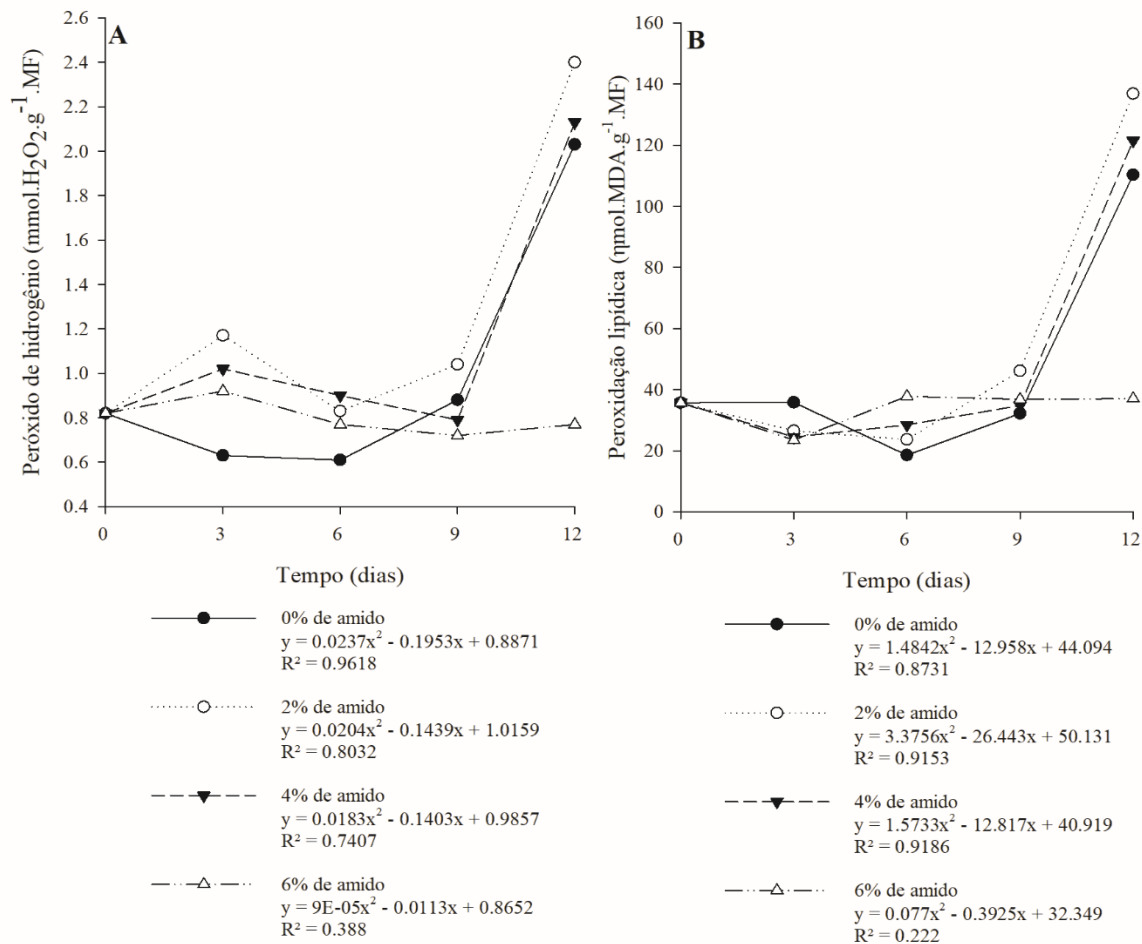 A
Peróxido de hidrogênio (mmol.H₂O₂.g⁻¹.MF)
2.6
2.4
2.2
2.0
1.8
1.6
1.4
1.2
1.0
0.8
0.6
0.4
0 3 6 9 12
Tempo (dias)
0% de amido
y = 0.0237x² - 0.1953x + 0.8871
R² = 0.9618
2% de amido
y = 0.0204x² - 0.1439x + 1.0159
R² = 0.8032
4% de amido
y = 0.0183x² - 0.1403x + 0.9857
R² = 0.7407
6% de amido
y = 9E-05x² - 0.0113x + 0.8652
R² = 0.388
B
Peroxidação lipídica (ηmol.MDA.g⁻¹.MF)
160
140
120
100
80
60
40
20
0
0 3 6 9 12
Tempo (dias)
0% de amido
y = 1.4842x² - 12.958x + 44.094
R² = 0.8731
2% de amido
y = 3.3756x² - 26.443x + 50.131
R² = 0.9153
4% de amido
y = 1.5733x² - 12.817x + 40.919
R² = 0.9186
6% de amido
y = 0.077x² - 0.3925x + 32.349
R² = 0.222